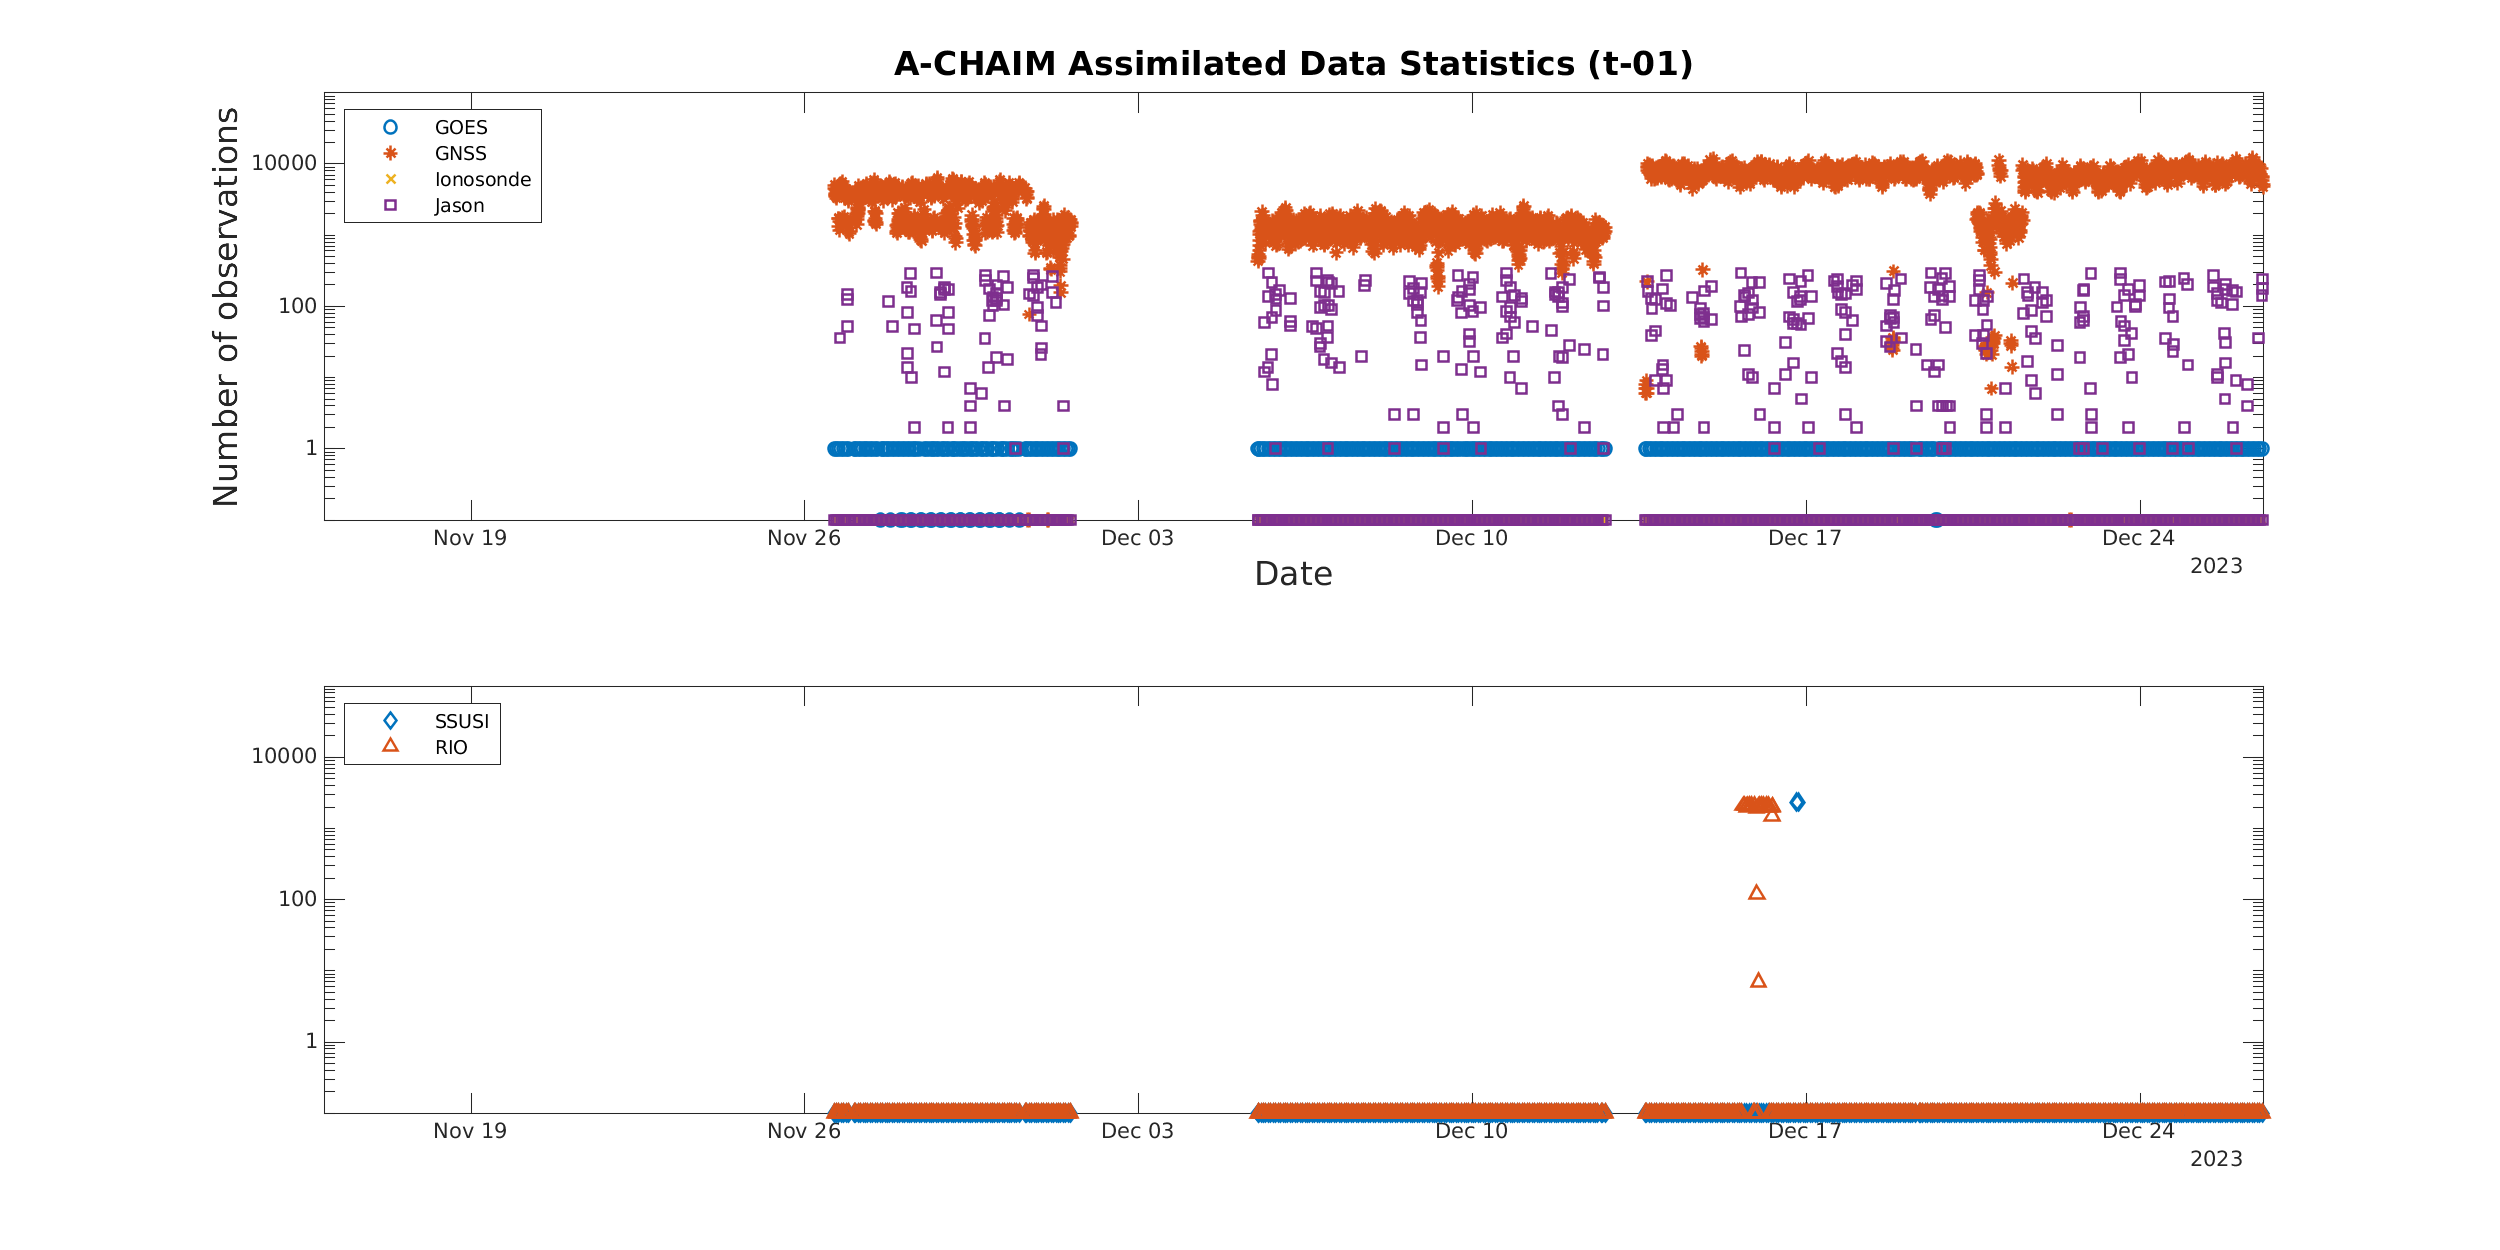 A-CHAIM Assimilated Data Statistics (t-01)
Number of observations
10000
100
1
GOES
GNSS
Ionosonde
Jason
Nov 19 Nov 26 Dec 03 Dec 10 Dec 17 Dec 24
2023
Date
10000
100
1
SSUSI
RIO
Nov 19 Nov 26 Dec 03 Dec 10 Dec 17 Dec 24
2023